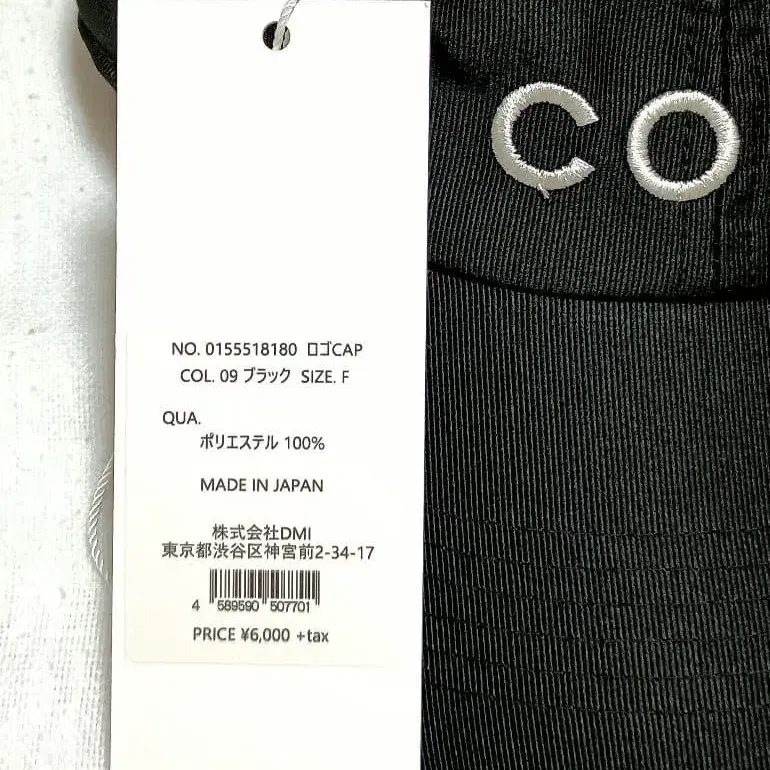 CO
NO. 0155518180 ロゴCAP
COL. 09 ブラック SIZE. F
QUA.
ポリエステル 100%
MADE IN JAPAN
株式会社DMI
東京都渋谷区神宮前2-34-17
4 589590 507701
PRICE ¥6,000 +tax